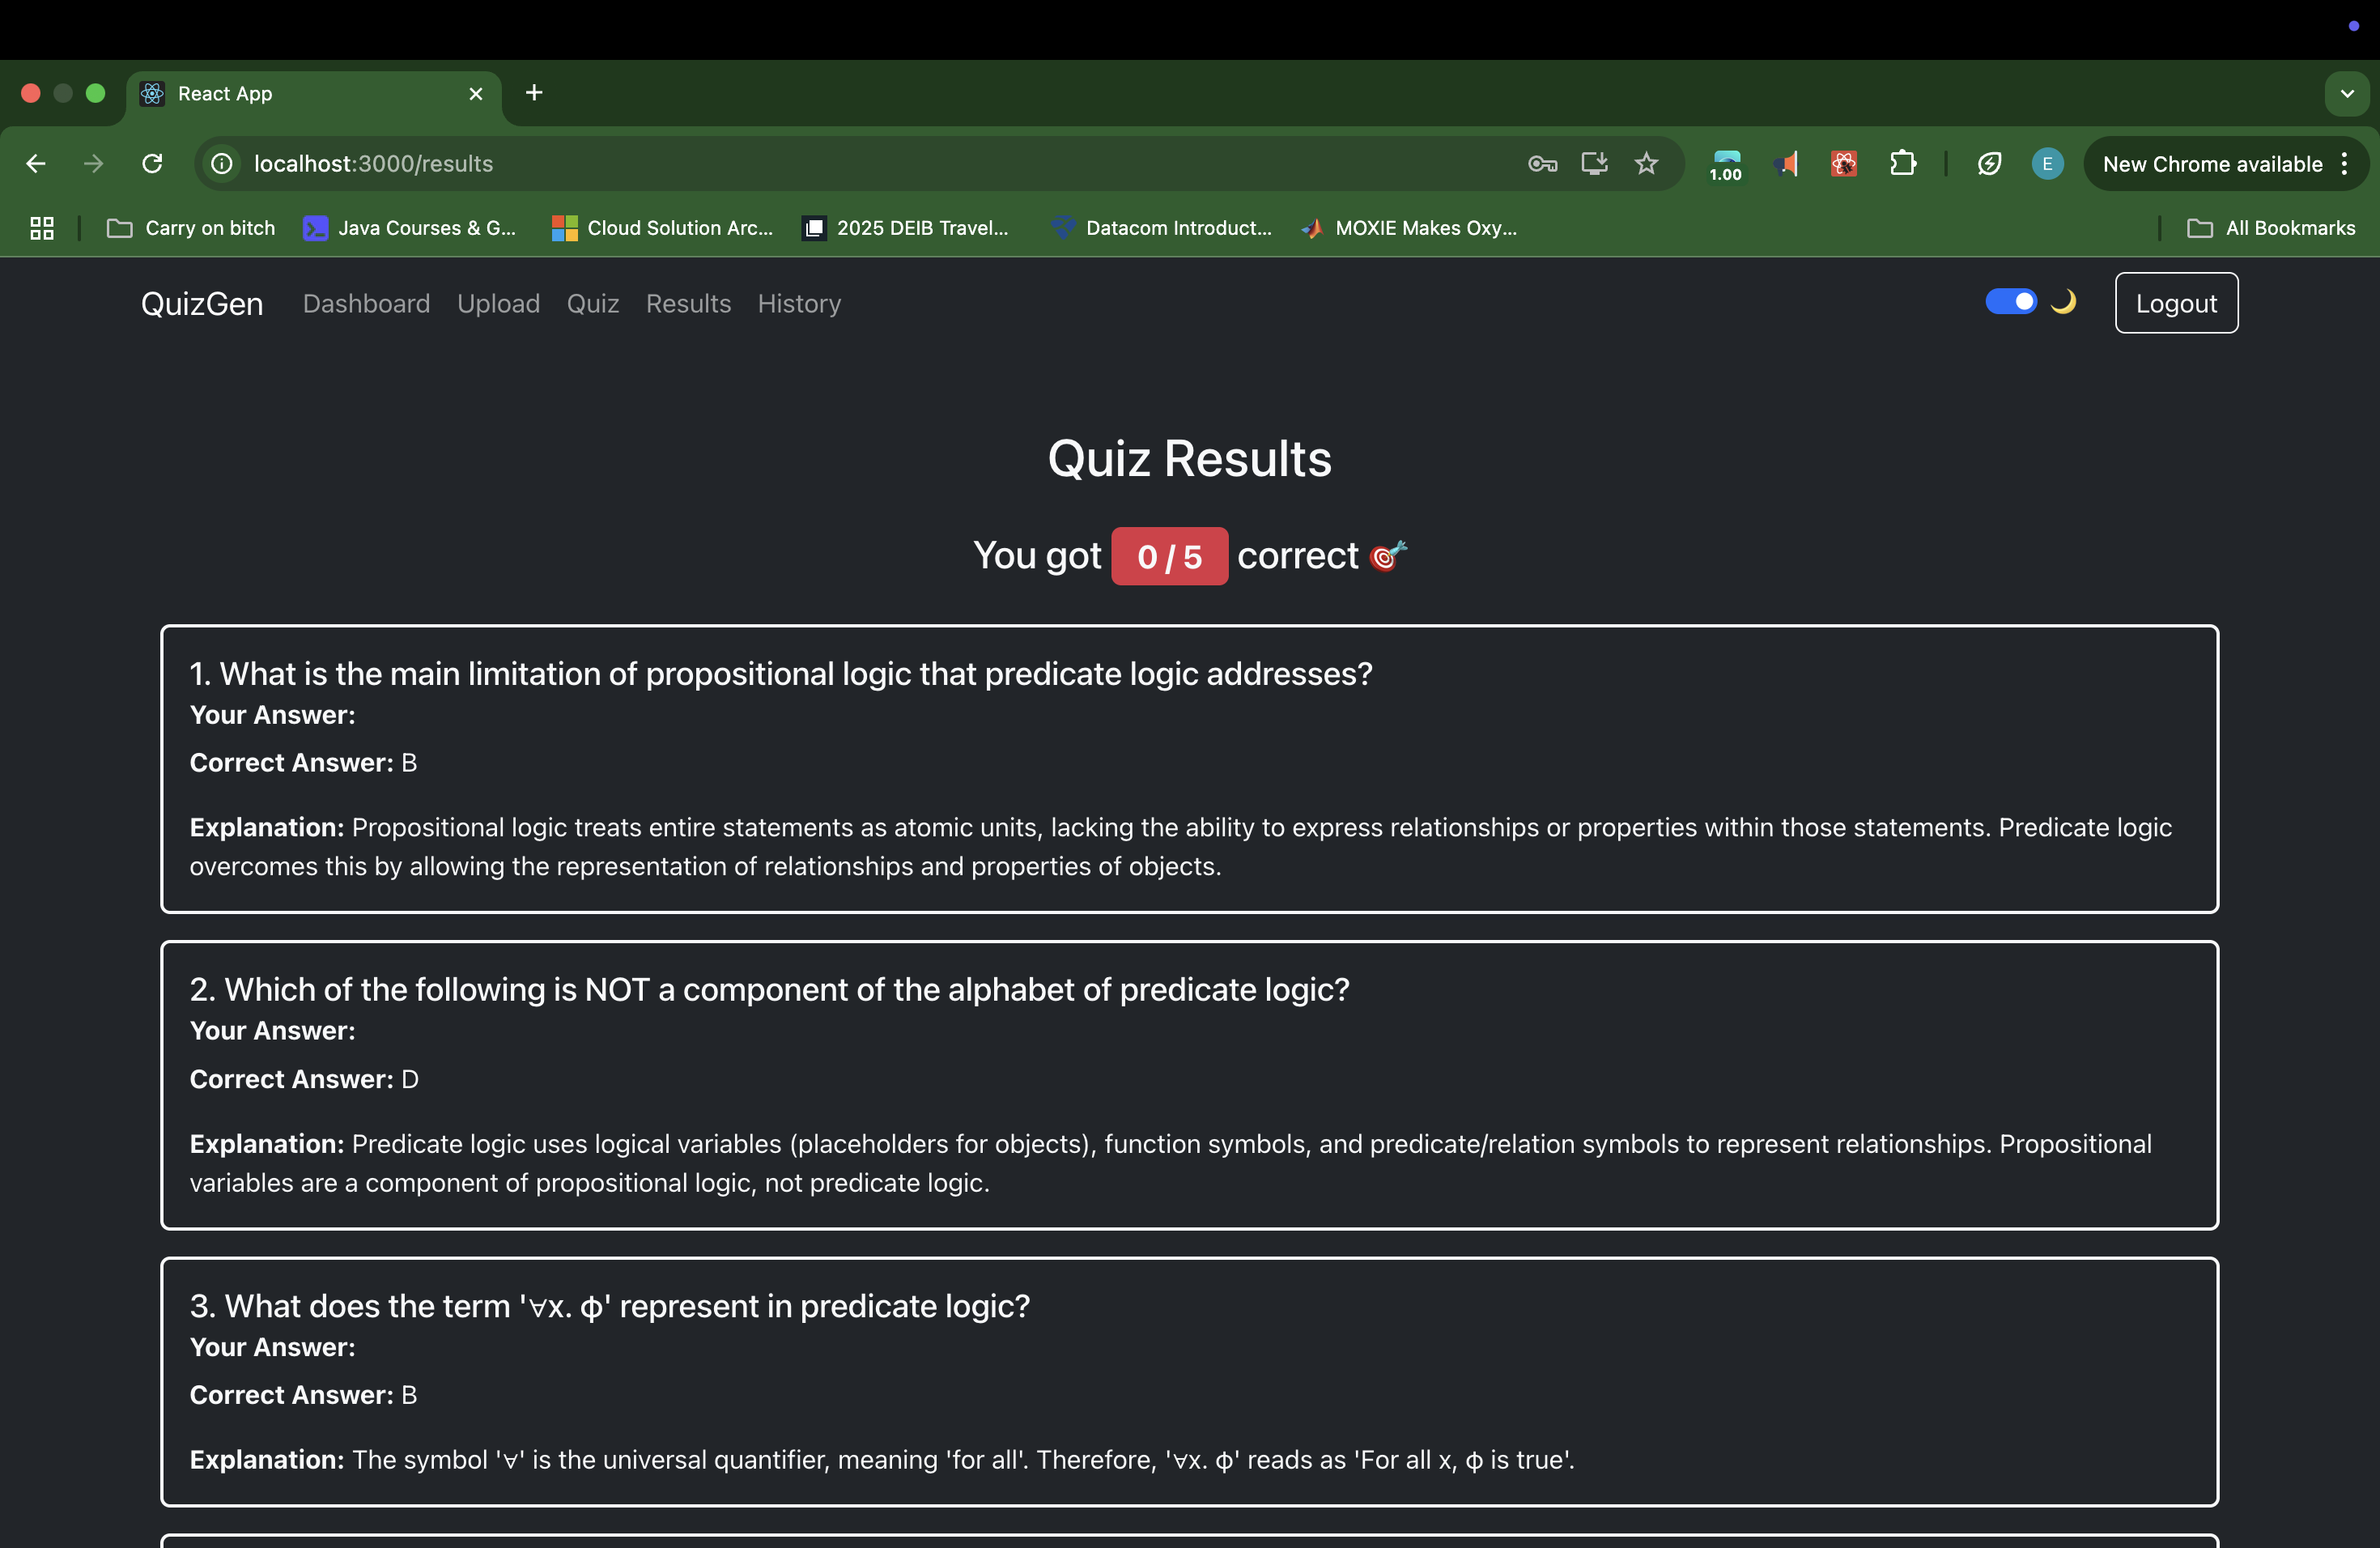 React App
localhost:3000/results
1.00
E
New Chrome available
Carry on bitch
Java Courses & G...
Cloud Solution Arc...
2025 DEIB Travel...
Datacom Introduct...
MOXIE Makes Oxy...
All Bookmarks
QuizGen Dashboard Upload Quiz Results History
Logout
Quiz Results
You got 0 / 5 correct 🎯
1. What is the main limitation of propositional logic that predicate logic addresses?
Your Answer:
Correct Answer: B
Explanation: Propositional logic treats entire statements as atomic units, lacking the ability to express relationships or properties within those statements. Predicate logic
overcomes this by allowing the representation of relationships and properties of objects.
2. Which of the following is NOT a component of the alphabet of predicate logic?
Your Answer:
Correct Answer: D
Explanation: Predicate logic uses logical variables (placeholders for objects), function symbols, and predicate/relation symbols to represent relationships. Propositional
variables are a component of propositional logic, not predicate logic.
3. What does the term '∀x. φ' represent in predicate logic?
Your Answer:
Correct Answer: B
Explanation: The symbol '∀' is the universal quantifier, meaning 'for all'. Therefore, '∀x. φ' reads as 'For all x, φ is true'.